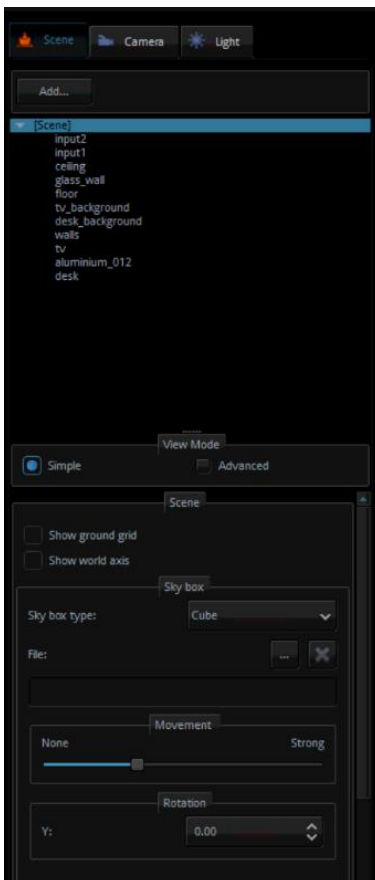 Scene Camera Light
Add...
[Scene]
input2
input1
ceiling
glass_wall
floor
tv_background
desk_background
walls
tv
aluminium_012
desk
View Mode
Simple Advanced
Scene
Show ground grid
Show world axis
Sky box
Sky box type: Cube
File: ...
Movement
None Strong
Rotation
Y: 0.00